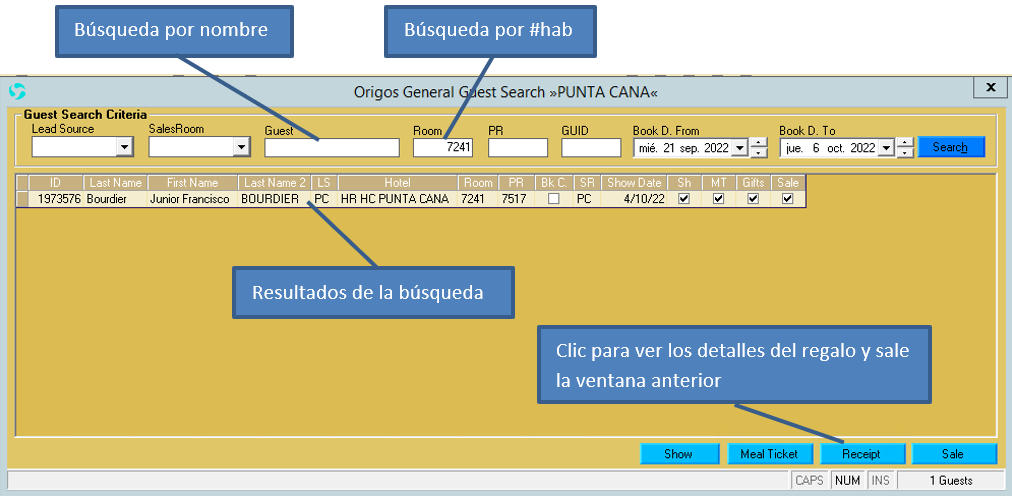 Búsqueda por nombre
Búsqueda por #hab
Origos General Guest Search »PUNTA CANA«
x
Guest Search Criteria
Lead Source
SalesRoom
Guest
Room
PR
GUID
Book D. From
Book D. To
7241
mié. 21 sep. 2022
jue. 6 oct. 2022
Search
ID Last Name First Name Last Name 2 LS Hotel Room PR Bk C. SR Show Date Sh MT Gifts Sale
1973576 Bourdier Junior Francisco BOURDIER PC HR HC PUNTA CANA 7241 7517 PC 4/10/22
Resultados de la búsqueda
Clic para ver los detalles del regalo y sale
la ventana anterior
Show
Meal Ticket
Receipt
Sale
CAPS NUM INS 1 Guests